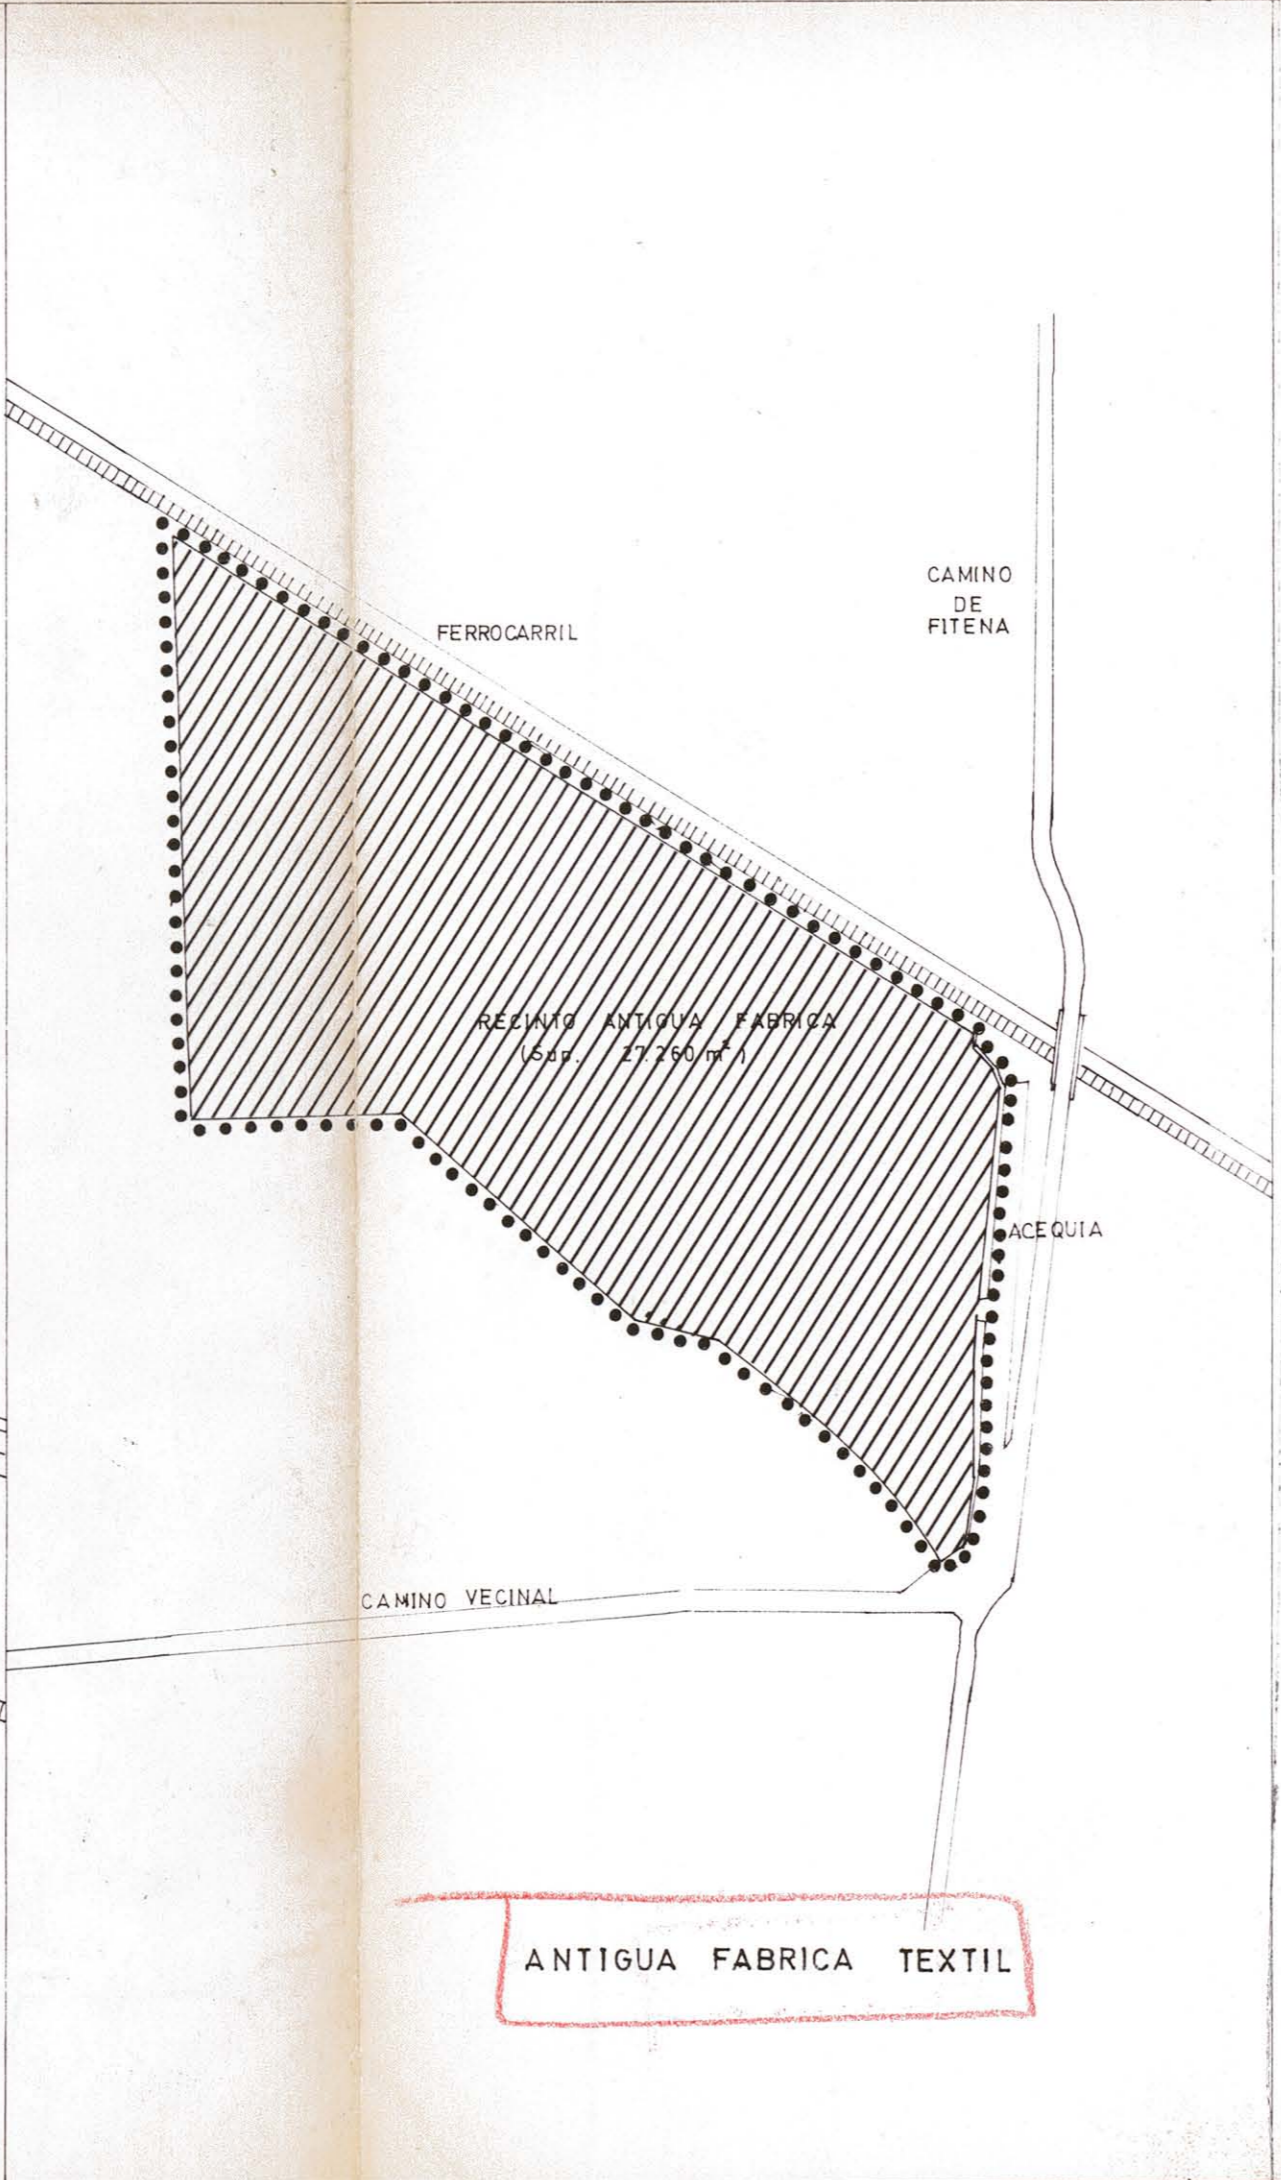 CAMINO
DE
FITENA
FERROCARRIL
RECINTO ANTIGUA FABRICA
(Sup. 27.260 m²)
ACEQUIA
CAMINO VECINAL
ANTIGUA FABRICA TEXTIL